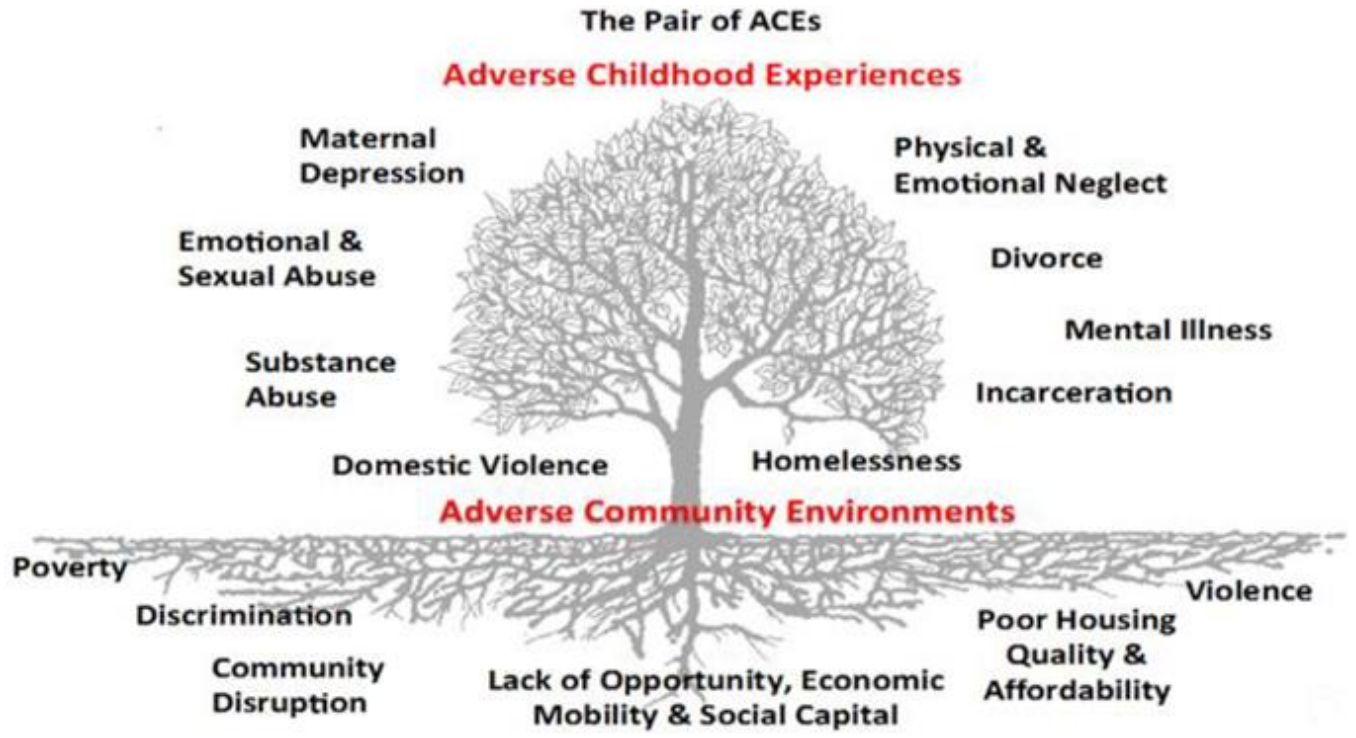 The Pair of ACEs
Adverse Childhood Experiences
Maternal
Depression
Physical &
Emotional Neglect
Emotional &
Sexual Abuse
Divorce
Mental Illness
Substance
Abuse
Incarceration
Domestic Violence
Homelessness
Adverse Community Environments
Poverty
Violence
Discrimination
Poor Housing
Quality &
Affordability
Community
Disruption
Lack of Opportunity, Economic
Mobility & Social Capital